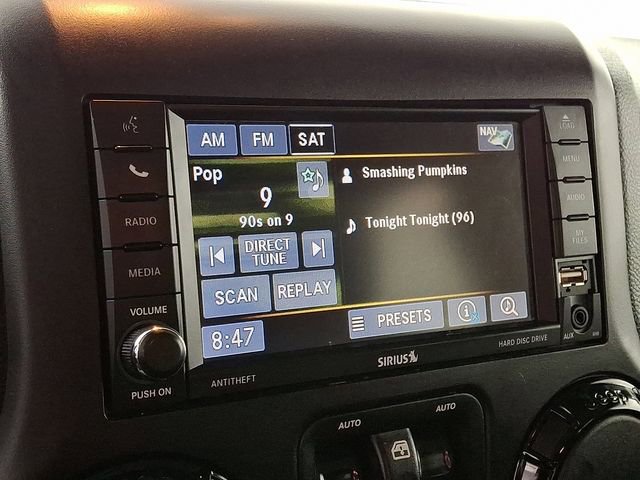 AM FM SAT NAV
Pop
9
90s on 9
DIRECT
TUNE
SCAN REPLAY
8:47
Smashing Pumpkins
Tonight Tonight (96)
PRESETS
RADIO
MEDIA
VOLUME
PUSH ON
ANTITHEFT
SIRIUS
HARD DISC DRIVE
LOAD
MENU
AUDIO
MY
FILES
AUX
AUTO
AUTO